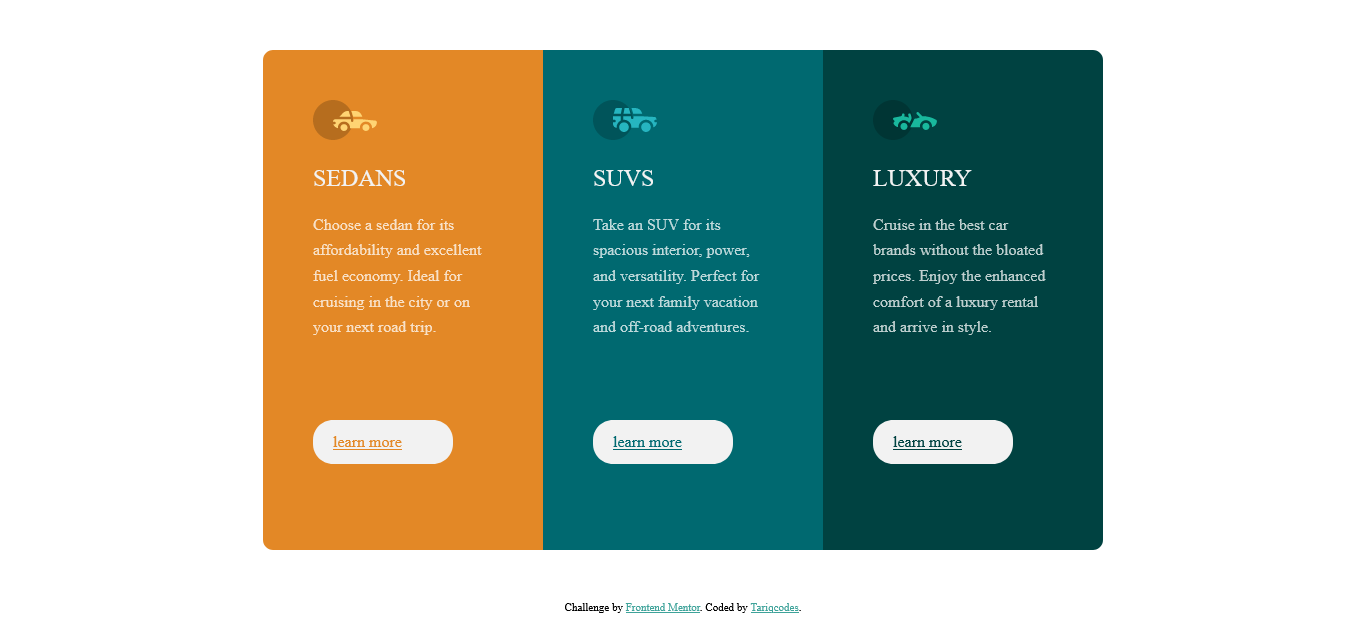 SEDANS
Choose a sedan for its
affordability and excellent
fuel economy. Ideal for
cruising in the city or on
your next road trip.
learn more
SUVS
Take an SUV for its
spacious interior, power,
and versatility. Perfect for
your next family vacation
and off-road adventures.
learn more
LUXURY
Cruise in the best car
brands without the bloated
prices. Enjoy the enhanced
comfort of a luxury rental
and arrive in style.
learn more
Challenge by Frontend Mentor. Coded by Tariqcodes.